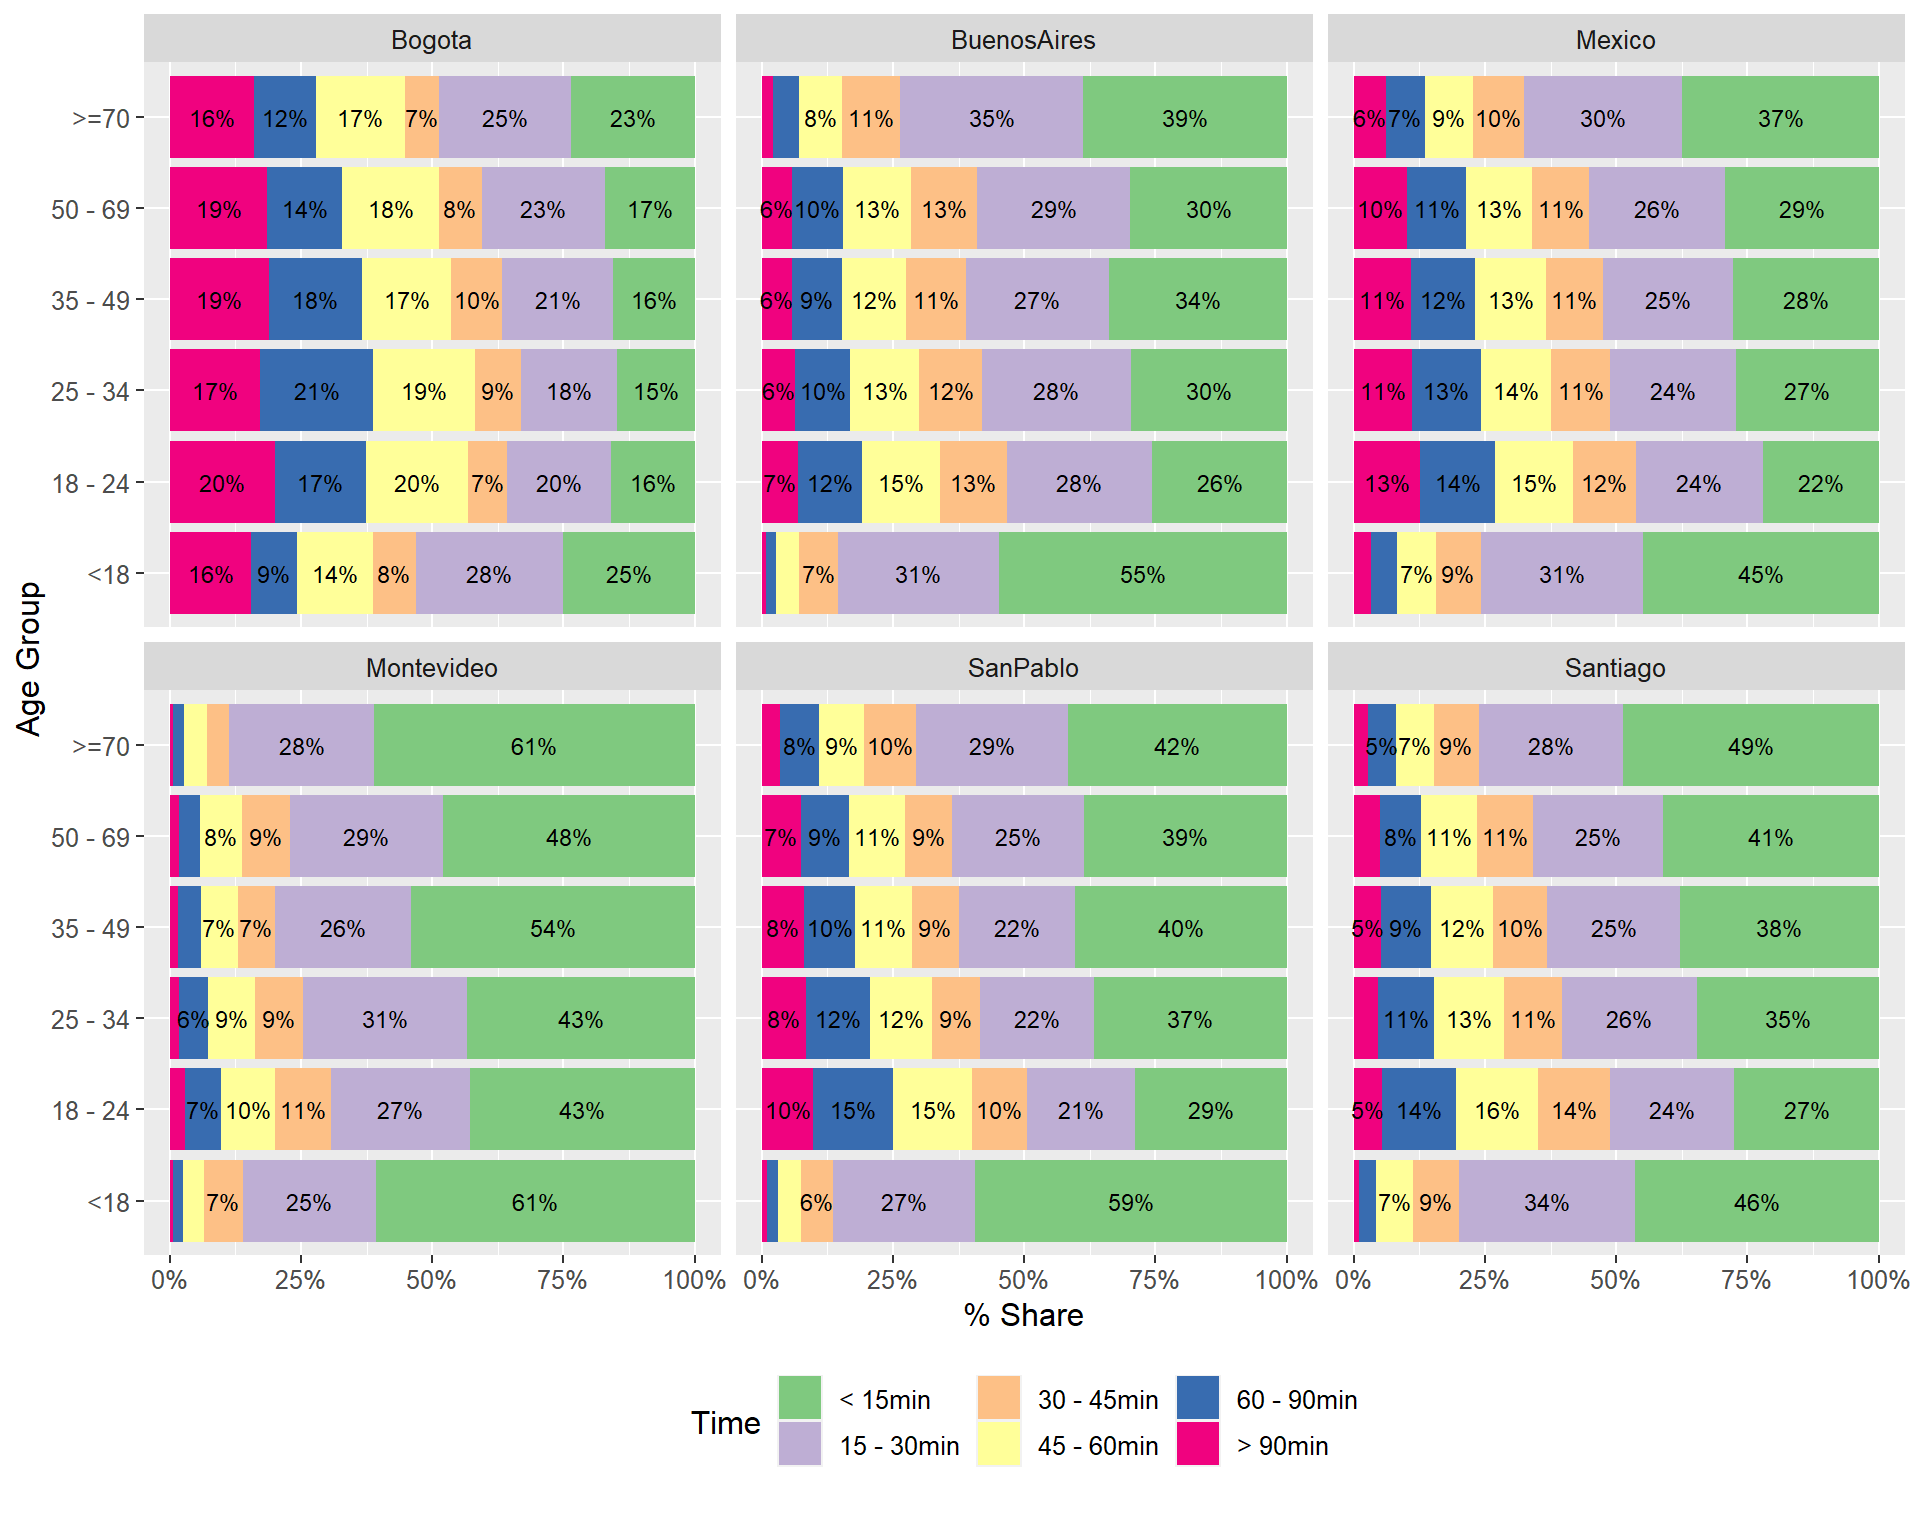 Bogota BuenosAires Mexico
>=70 16% 12% 17% 7% 25% 23% 8% 11% 35% 39% 6% 7% 9% 10% 30% 37%
50 - 69 19% 14% 18% 8% 23% 17% 6% 10% 13% 13% 29% 30% 10% 11% 13% 11% 26% 29%
35 - 49 19% 18% 17% 10% 21% 16% 6% 9% 12% 11% 27% 34% 11% 12% 13% 11% 25% 28%
25 - 34 17% 21% 19% 9% 18% 15% 6% 10% 13% 12% 28% 30% 11% 13% 14% 11% 24% 27%
18 - 24 20% 17% 20% 7% 20% 16% 7% 12% 15% 13% 28% 26% 13% 14% 15% 12% 24% 22%
<18 16% 9% 14% 8% 28% 25% 7% 31% 55% 7% 9% 31% 45%
Age Group
Montevideo SanPablo Santiago
>=70 28% 61% 8% 9% 10% 29% 42% 5% 7% 9% 28% 49%
50 - 69 8% 9% 29% 48% 7% 9% 11% 9% 25% 39% 8% 11% 11% 25% 41%
35 - 49 7% 7% 26% 54% 8% 10% 11% 9% 22% 40% 5% 9% 12% 10% 25% 38%
25 - 34 6% 9% 9% 31% 43% 8% 12% 12% 9% 22% 37% 11% 13% 11% 26% 35%
18 - 24 7% 10% 11% 27% 43% 10% 15% 15% 10% 21% 29% 5% 14% 16% 14% 24% 27%
<18 7% 25% 61% 6% 27% 59% 7% 9% 34% 46%
0% 25% 50% 75% 100% 0% 25% 50% 75% 100% 0% 25% 50% 75% 100%
% Share
Time
< 15min 30 - 45min 60 - 90min
15 - 30min 45 - 60min > 90min